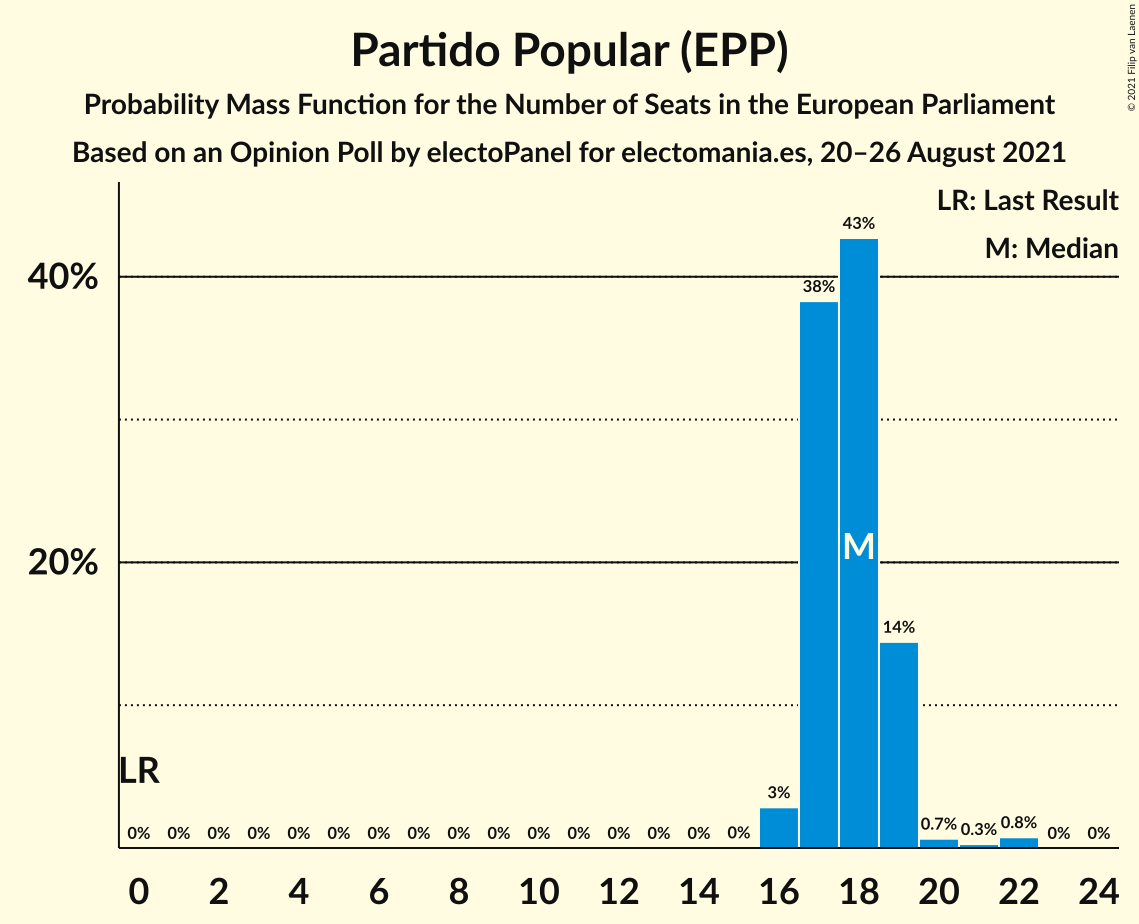 Partido Popular (EPP)
Probability Mass Function for the Number of Seats in the European Parliament
Based on an Opinion Poll by electoPanel for electomania.es, 20–26 August 2021
© 2021 Filip van Laenen
LR: Last Result
M: Median
40%
20%
43%
38%
M
14%
LR
3%
0% 0% 0% 0% 0% 0% 0% 0% 0% 0% 0% 0% 0% 0% 0% 0% 0.7% 0.3% 0.8% 0% 0%
0 2 4 6 8 10 12 14 16 18 20 22 24